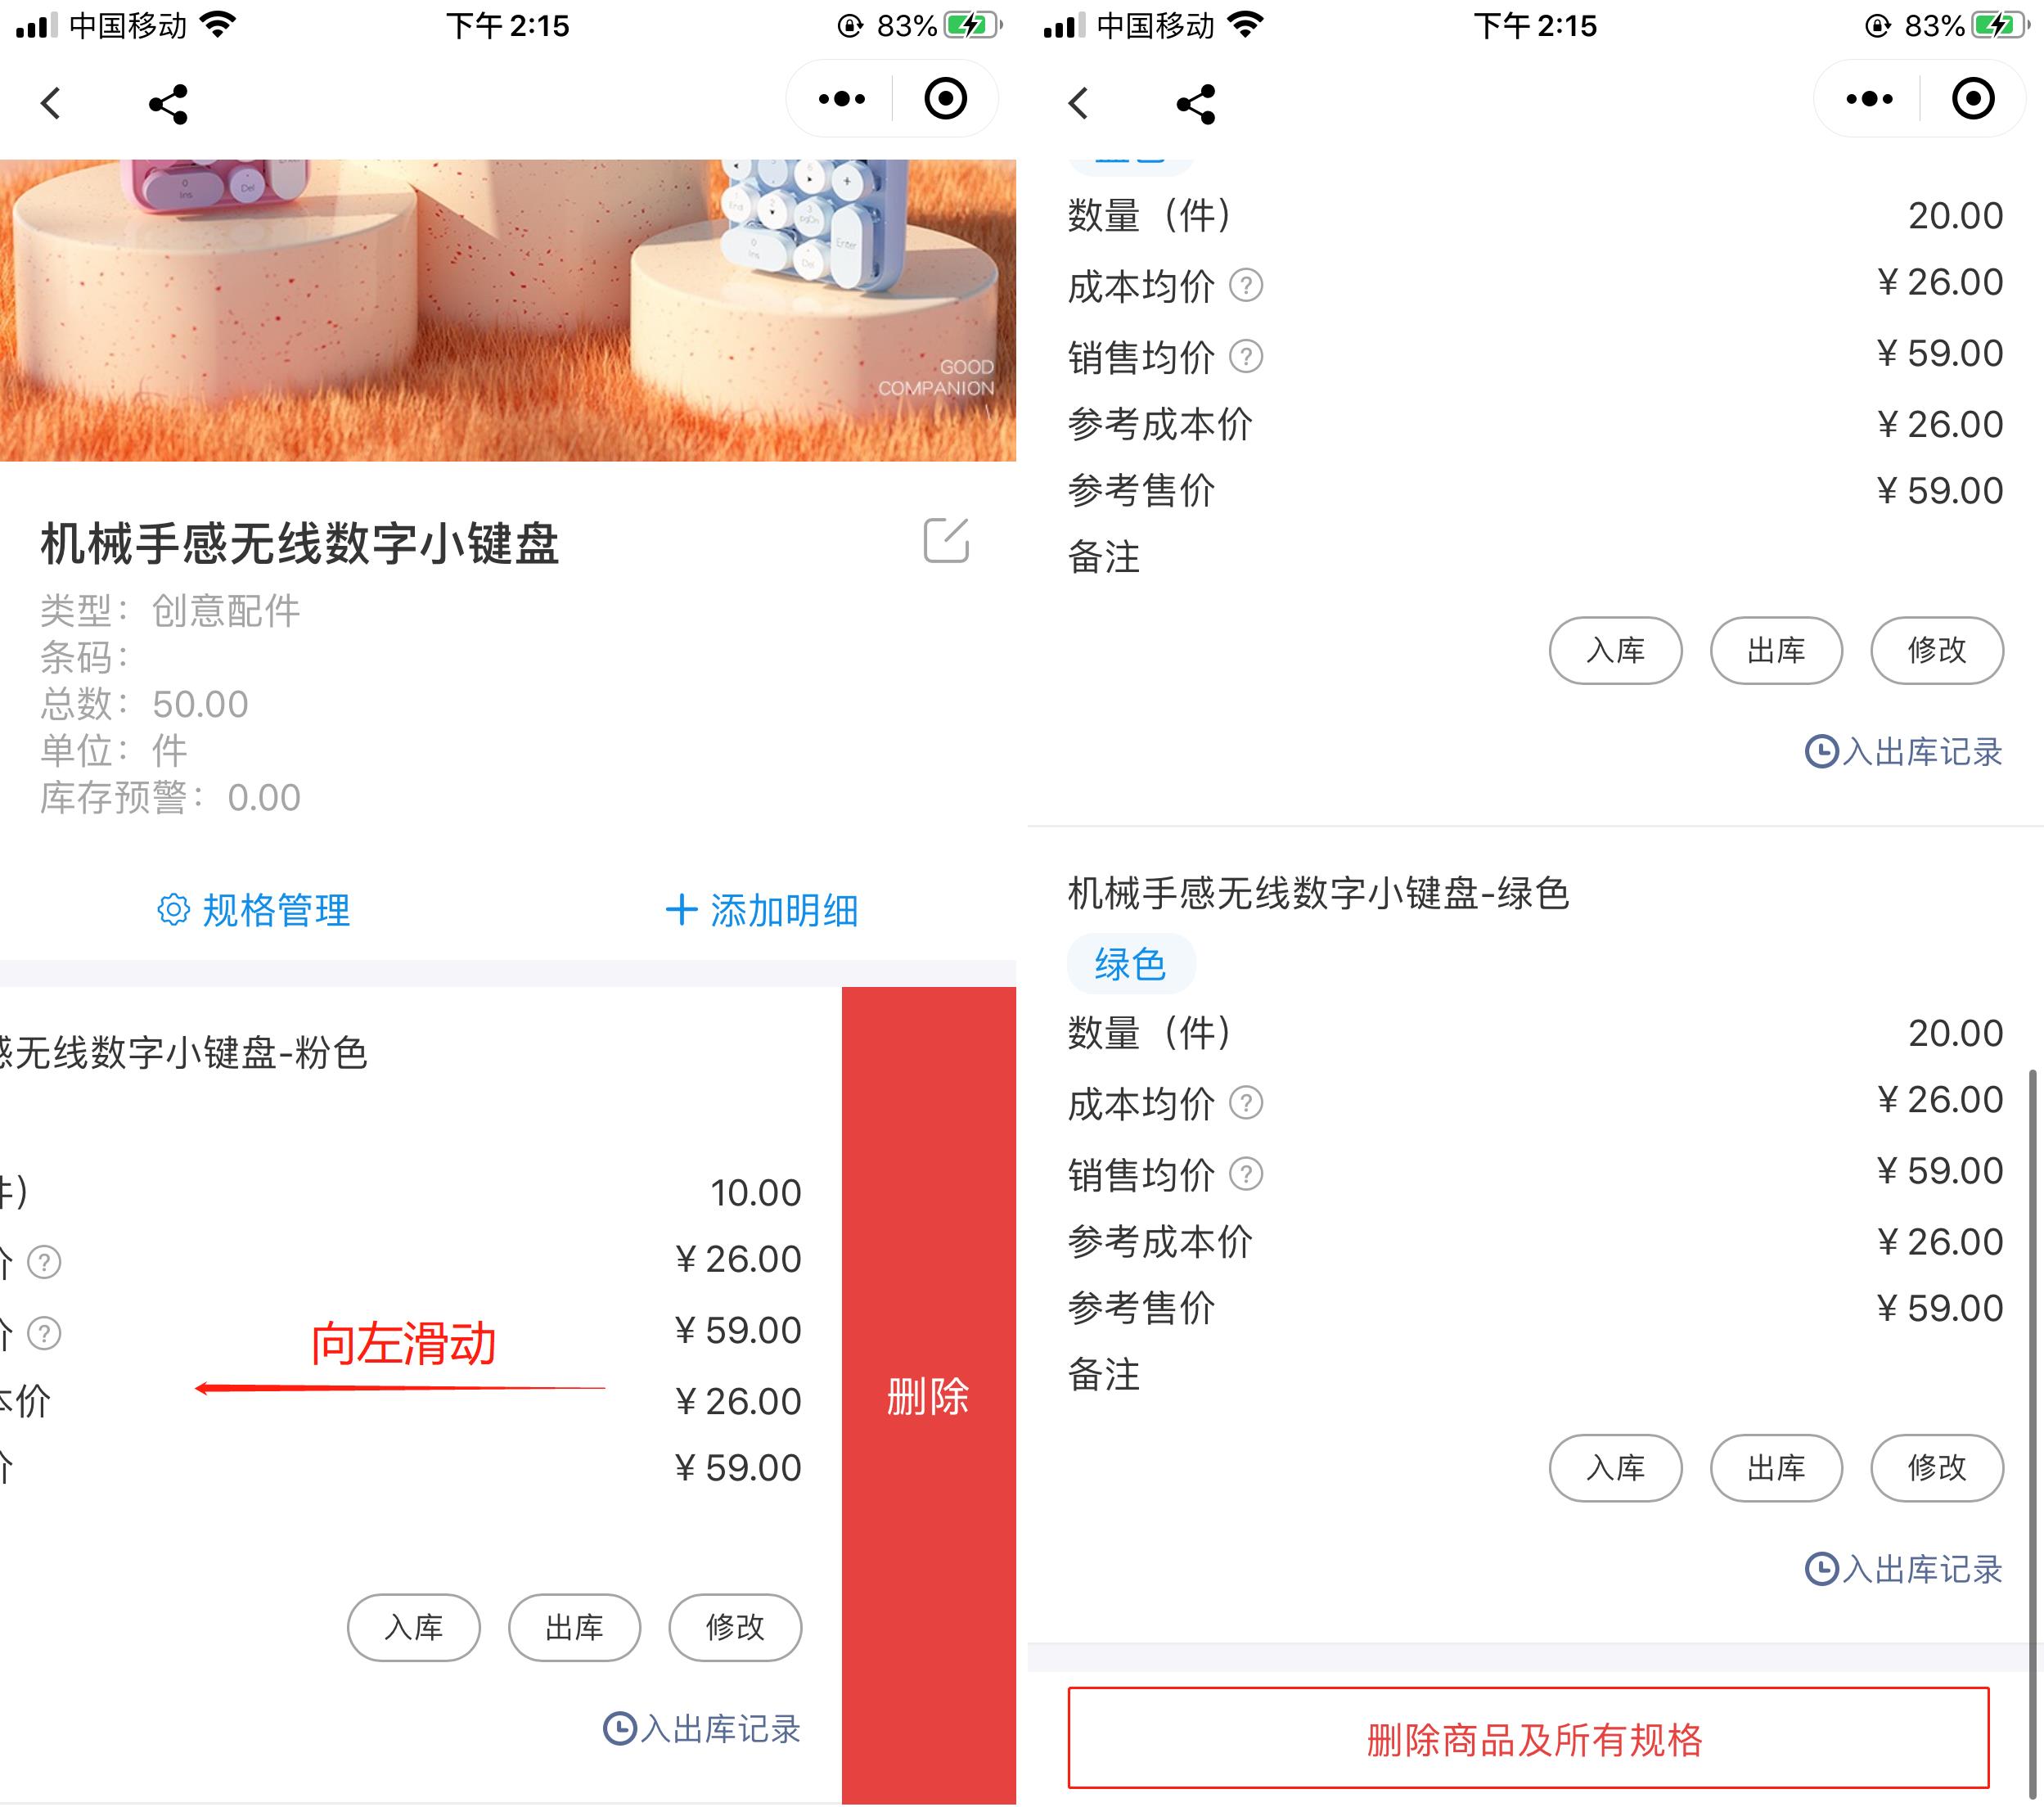 中国移动 下午 2:15 83%
GOOD
COMPANION
机械手感无线数字小键盘
类型： 创意配件
条码：
总数： 50.00
单位： 件
库存预警： 0.00
规格管理 添加明细
无线数字小键盘-粉色
件） 10.00
价 ? ¥ 26.00
价 ? ¥ 59.00
本价 ¥ 26.00
价 ¥ 59.00
向左滑动
删除
入库 出库 修改
入出库记录
中国移动 下午 2:15 83%
数量（件） 20.00
成本均价 ? ¥ 26.00
销售均价 ? ¥ 59.00
参考成本价 ¥ 26.00
参考售价 ¥ 59.00
备注
入库 出库 修改
入出库记录
机械手感无线数字小键盘-绿色
绿色
数量（件） 20.00
成本均价 ? ¥ 26.00
销售均价 ? ¥ 59.00
参考成本价 ¥ 26.00
参考售价 ¥ 59.00
备注
入库 出库 修改
入出库记录
删除商品及所有规格